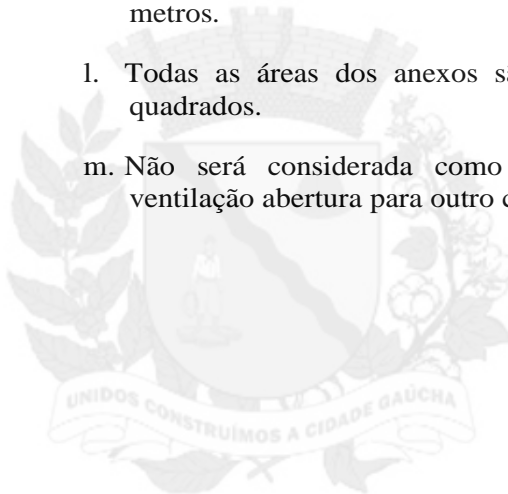 metros.
l. Todas as áreas dos anexos
quadrados.
m. Não será considerada como
ventilação abertura para outro
UNIDOS CONSTRUÍMOS A CIDADE GAÚCHA